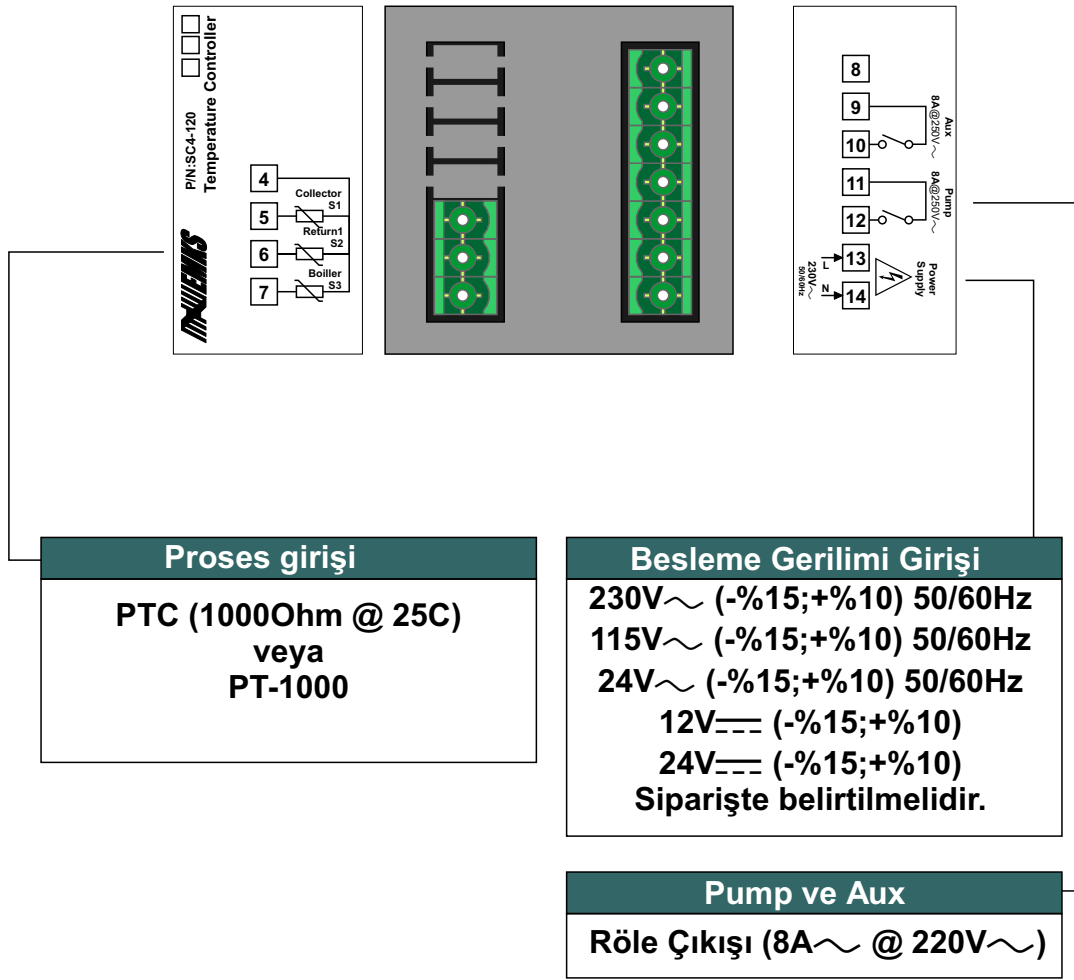 P/N:SC4-120
Temperature Controller
4
5
6
7
Collector
S1
Return1
S2
Boiller
S3
8
9
10
11
12
13
14
Aux
8A@250V~
Pump
8A@250V~
Power
Supply
L
N
230V~
50/60Hz
Proses girişi
PTC (1000Ohm @ 25C)
veya
PT-1000
Besleme Gerilimi Girişi
230V~ (-%15;+%10) 50/60Hz
115V~ (-%15;+%10) 50/60Hz
24V~ (-%15;+%10) 50/60Hz
12V⎓ (-%15;+%10)
24V⎓ (-%15;+%10)
Siparişte belirtilmelidir.
Pump ve Aux
Röle Çıkışı (8A~ @ 220V~)